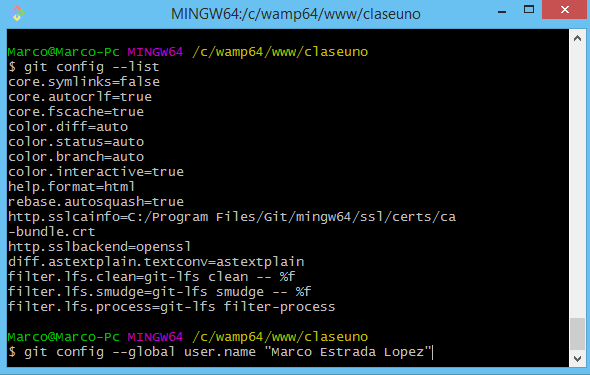 MINGW64:/c/wamp64/www/claseuno
Marco@Marco-Pc MINGW64 /c/wamp64/www/claseuno
$ git config --list
core.symlinks=false
core.autocrlf=true
core.fscache=true
color.diff=auto
color.status=auto
color.branch=auto
color.interactive=true
help.format=html
rebase.autosquash=true
http.sslcainfo=C:/Program Files/Git/mingw64/ssl/certs/ca
-bundle.crt
http.sslbackend=openssl
diff.astextplain.textconv=astextplain
filter.lfs.clean=git-lfs clean -- %f
filter.lfs.smudge=git-lfs smudge -- %f
filter.lfs.process=git-lfs filter-process
Marco@Marco-Pc MINGW64 /c/wamp64/www/claseuno
$ git config --global user.name "Marco Estrada Lopez"